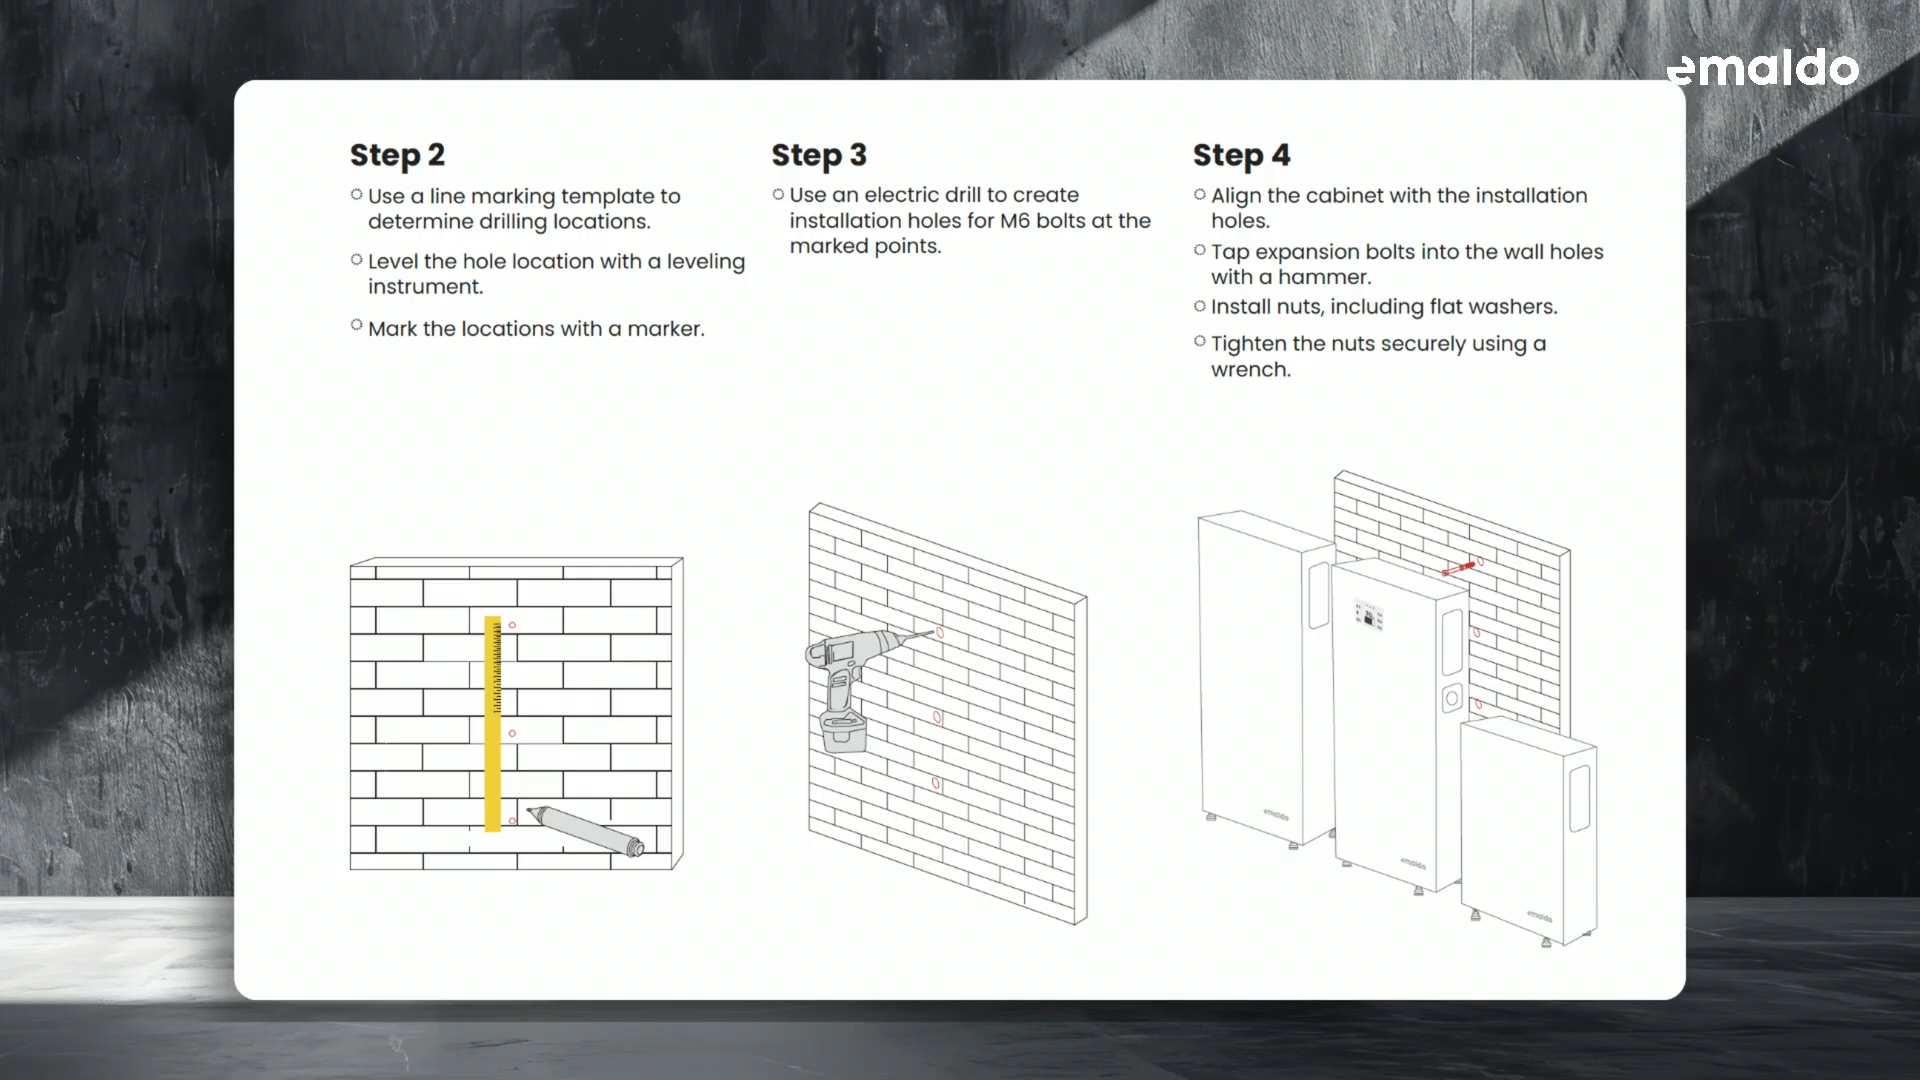 emaldo
Step 2
Use a line marking template to
determine drilling locations.
Level the hole location with a leveling
instrument.
Mark the locations with a marker.
Step 3
Use an electric drill to create
installation holes for M6 bolts at the
marked points.
Step 4
Align the cabinet with the installation
holes.
Tap expansion bolts into the wall holes
with a hammer.
Install nuts, including flat washers.
Tighten the nuts securely using a
wrench.
emaldo
emaldo
emaldo